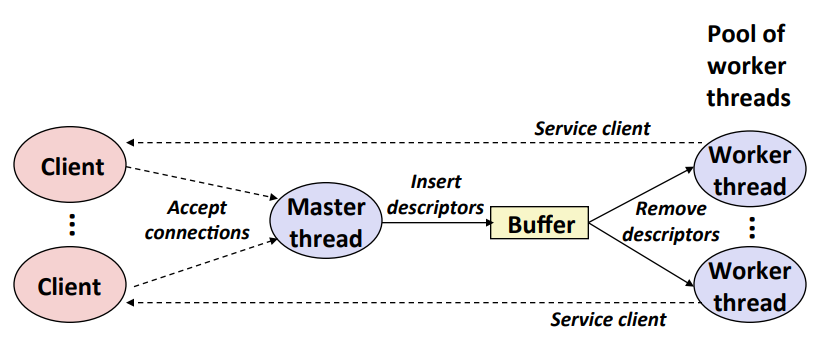 Pool of
worker
threads
Service client
Client
Worker
thread
Insert
descriptors
Accept
connections
Master
thread
Buffer
Remove
descriptors
Client
Worker
thread
Service client